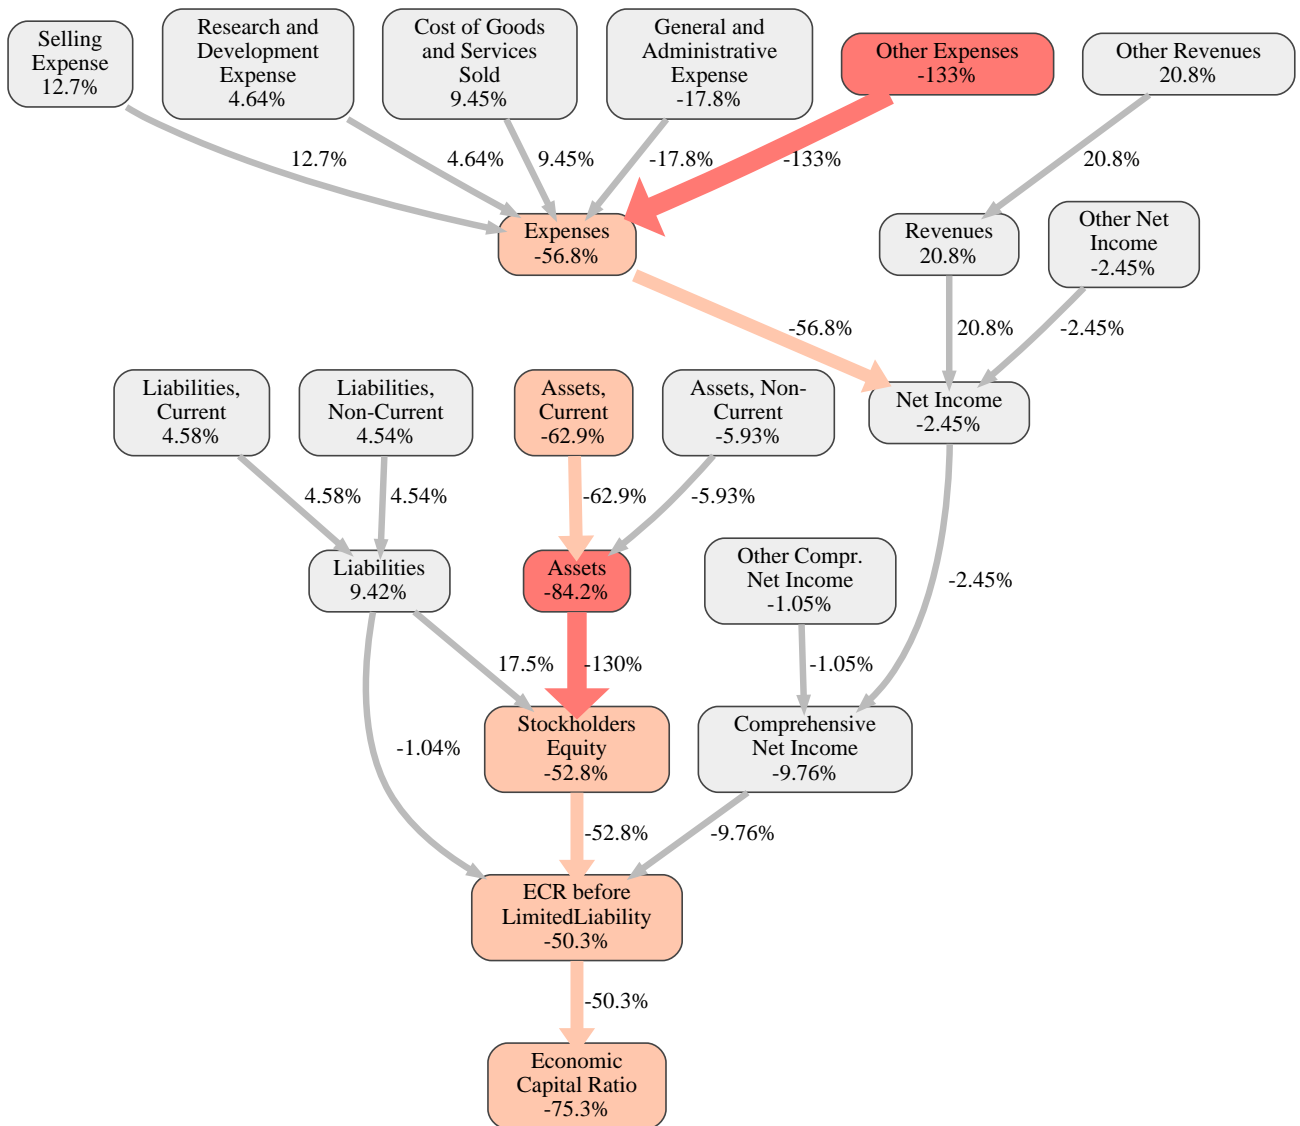 Selling
Expense
12.7%
Research and
Development
Expense
4.64%
Cost of Goods
and Services
Sold
9.45%
General and
Administrative
Expense
-17.8%
Other Expenses
-133%
Other Revenues
20.8%
12.7%
4.64%
9.45%
-17.8%
-133%
20.8%
Expenses
-56.8%
Revenues
20.8%
Other Net
Income
-2.45%
-56.8%
20.8%
-2.45%
Liabilities,
Current
4.58%
Liabilities,
Non-Current
4.54%
Assets,
Current
-62.9%
Assets, Non-
Current
-5.93%
Net Income
-2.45%
4.58%
4.54%
-62.9%
-5.93%
Liabilities
9.42%
Assets
-84.2%
Other Compr.
Net Income
-1.05%
-2.45%
17.5%
-130%
-1.05%
Stockholders
Equity
-52.8%
Comprehensive
Net Income
-9.76%
-1.04%
-52.8%
-9.76%
ECR before
LimitedLiability
-50.3%
-50.3%
Economic
Capital Ratio
-75.3%